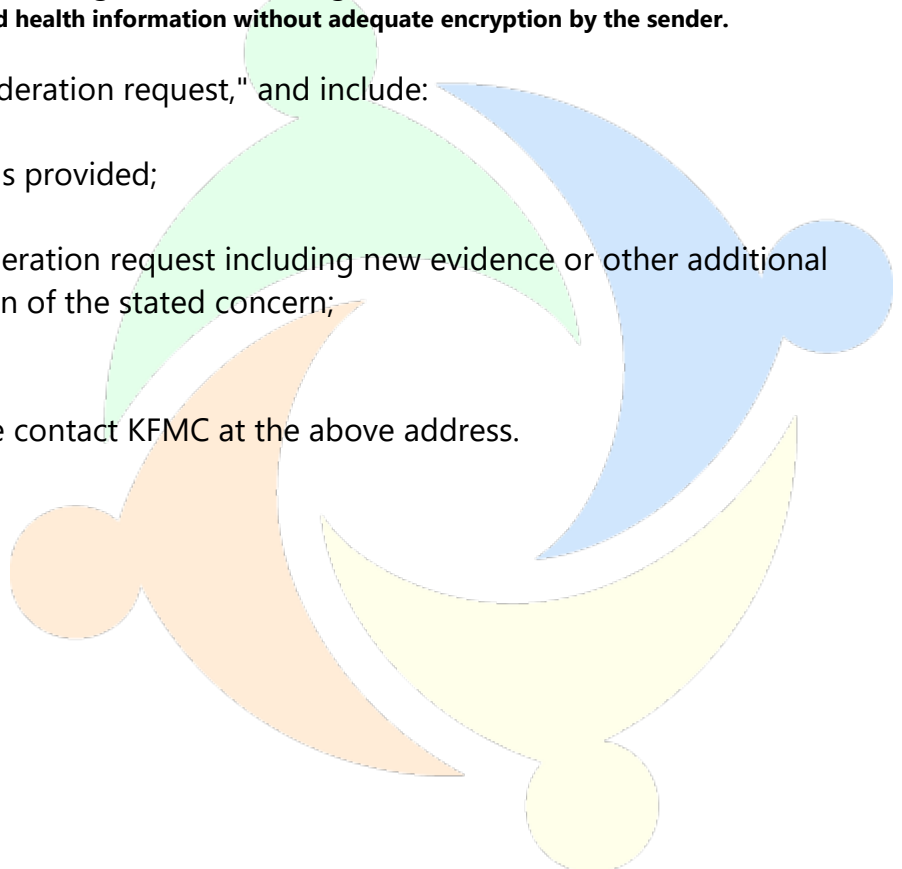 d health information without adequate encryption by the sender.
deration request," and include:
s provided;
eration request including new evidence or other additional
n of the stated concern;
e contact KFMC at the above address.